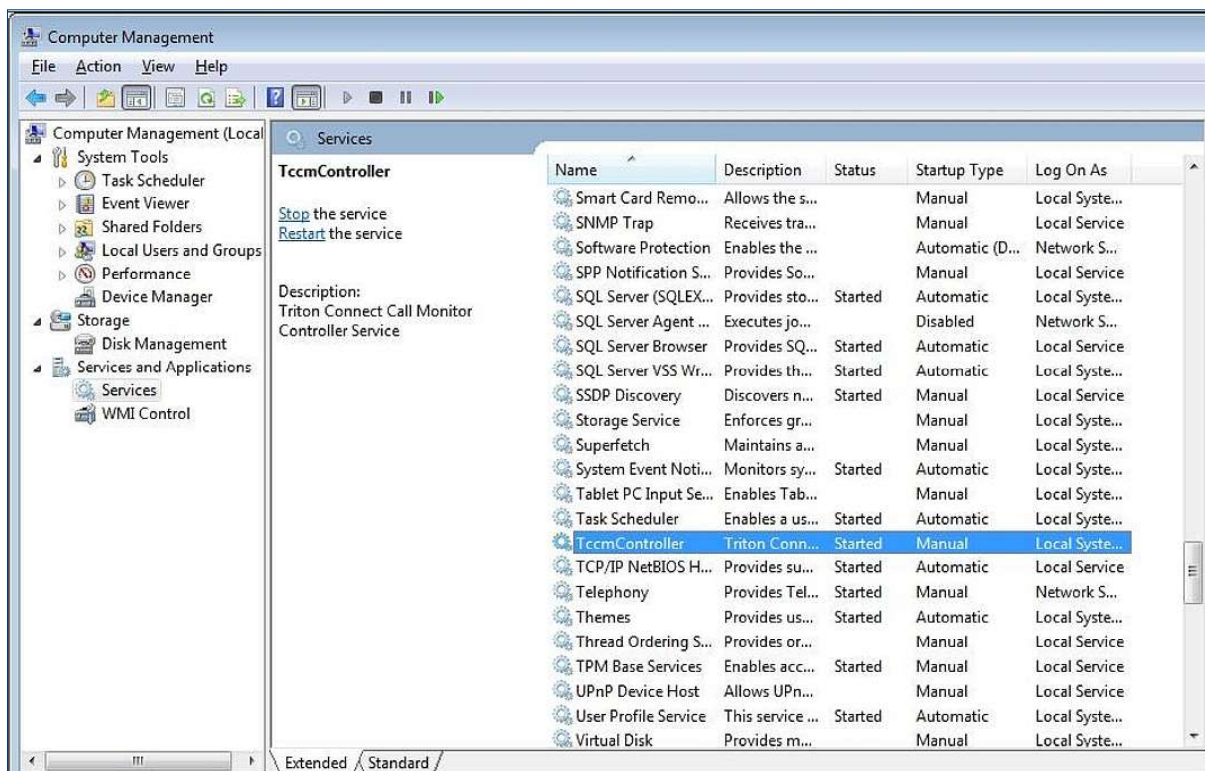 Computer Management
File Action View Help
Computer Management (Local
System Tools
Task Scheduler
Event Viewer
Shared Folders
Local Users and Groups
Performance
Device Manager
Storage
Disk Management
Services and Applications
Services
WMI Control
Services
TccmController
Stop the service
Restart the service
Description:
Triton Connect Call Monitor
Controller Service
Name Description Status Startup Type Log On As
Smart Card Remo... Allows the s... Manual Local Syste...
SNMP Trap Receives tra... Manual Local Service
Software Protection Enables the ... Automatic (D... Network S...
SPP Notification S... Provides So... Manual Local Service
SQL Server (SQLEX... Provides sto... Started Automatic Local Syste...
SQL Server Agent ... Executes jo... Disabled Network S...
SQL Server Browser Provides SQ... Started Automatic Local Service
SQL Server VSS Wr... Provides th... Started Automatic Local Syste...
SSDP Discovery Discovers n... Started Manual Local Service
Storage Service Enforces gr... Manual Local Syste...
Superfetch Maintains a... Manual Local Syste...
System Event Noti... Monitors sy... Started Automatic Local Syste...
Tablet PC Input Se... Enables Tab... Manual Local Syste...
Task Scheduler Enables a us... Started Automatic Local Syste...
TccmController Triton Conn... Started Manual Local Syste...
TCP/IP NetBIOS H... Provides su... Started Automatic Local Service
Telephony Provides Tel... Started Manual Network S...
Themes Provides us... Started Automatic Local Syste...
Thread Ordering S... Provides or... Manual Local Service
TPM Base Services Enables acc... Started Manual Local Service
UPnP Device Host Allows UPn... Manual Local Service
User Profile Service This service ... Started Automatic Local Syste...
Virtual Disk Provides m... Manual Local Syste...
Extended Standard